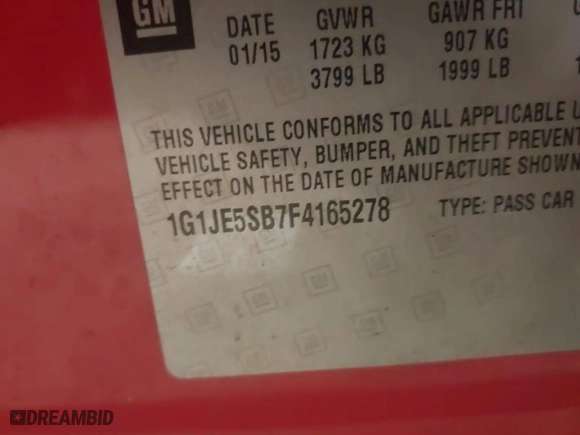 GM
DATE GVWR GAWR FRT
01/15 1723 KG 907 KG
3799 LB 1999 LB
THIS VEHICLE CONFORMS TO ALL APPLICABLE
VEHICLE SAFETY, BUMPER, AND THEFT PREVENT
EFFECT ON THE DATE OF MANUFACTURE SHOWN
1G1JE5SB7F4165278 TYPE: PASS CAR
DREAMBID